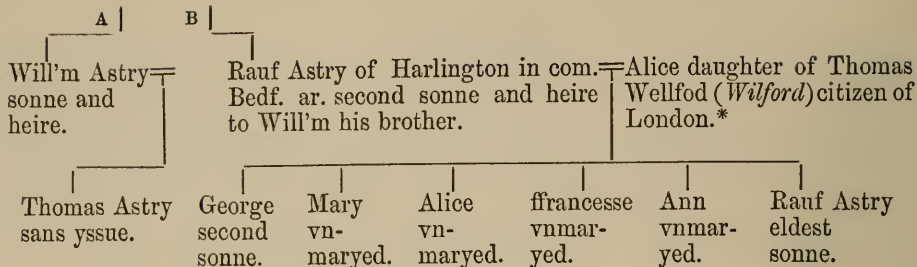 A B
Will'm Astry
sonne and
heire.
Rauf Astry of Harlington in com.
Bedf. ar. second sonne and heire
to Will'm his brother.
Alice daughter of Thomas
Wellfod (Wilford) citizen of
London.*
Thomas Astry
sans yssue.
George
second
sonne.
Mary
vn-
maryed.
Alice
vn-
maryed.
ffrancesse
vnmar-
yed.
Ann
vnmar-
yed.
Rauf Astry
eldest
sonne.